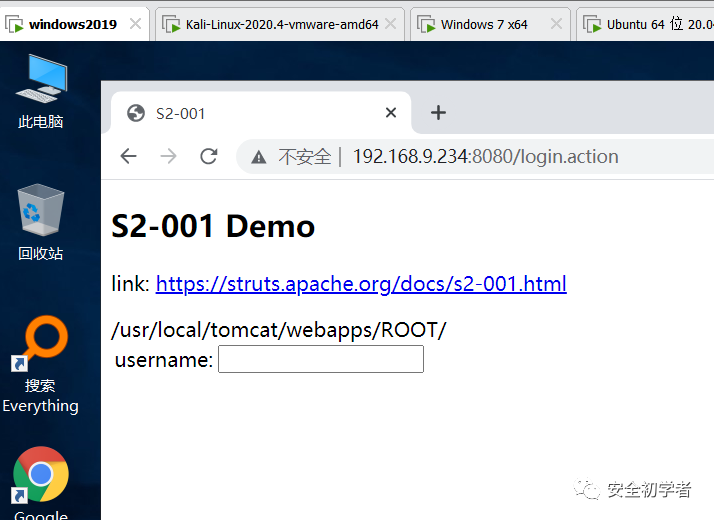 windows2019
Kali-Linux-2020.4-vmware-amd64
Windows 7 x64
Ubuntu 64 位 20.04
此电脑
回收站
搜索
Everything
Google
S2-001
不安全 | 192.168.9.234:8080/login.action
S2-001 Demo
link: https://struts.apache.org/docs/s2-001.html
/usr/local/tomcat/webapps/ROOT/
username:
安全初学者